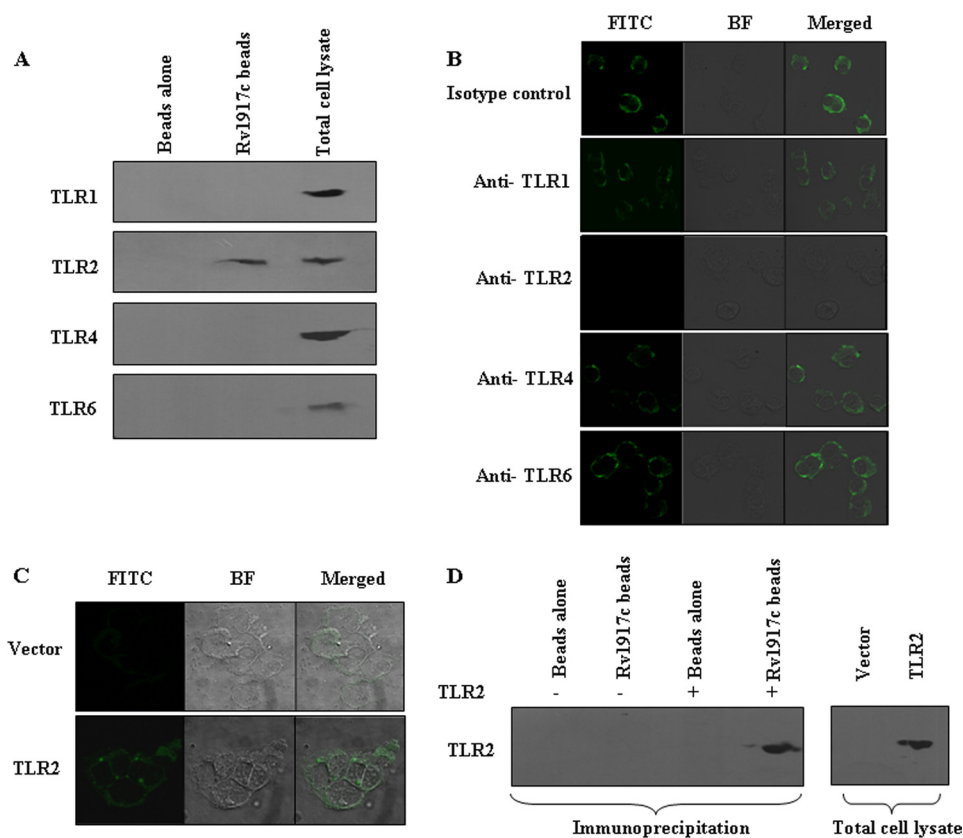 A
Beads alone
Rv1917c beads
Total cell lysate
TLR1
TLR2
TLR4
TLR6
B
FITC BF Merged
Isotype control
Anti- TLR1
Anti- TLR2
Anti- TLR4
Anti- TLR6
C
FITC BF Merged
Vector
TLR2
D
Beads alone
Rv1917c beads
Beads alone
Rv1917c beads
Vector
TLR2
TLR2 - - + +
TLR2
Immunoprecipitation
Total cell lysate